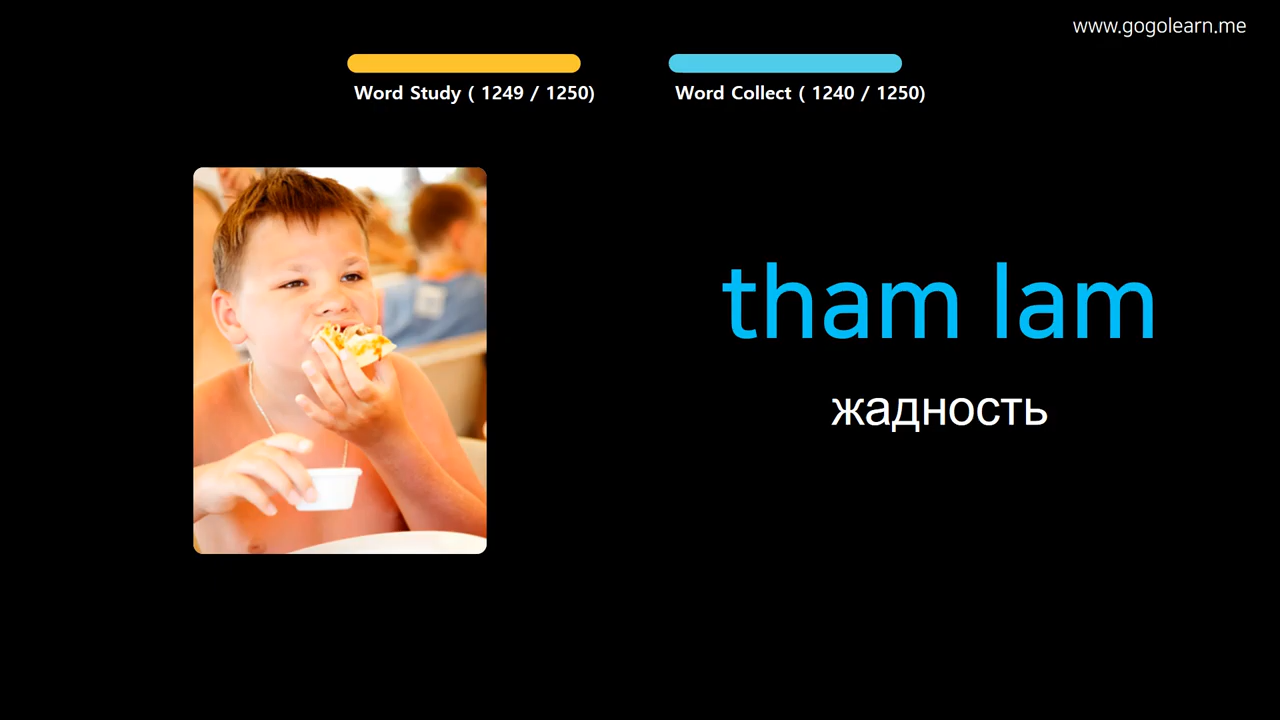 www.gogolearn.me
Word Study ( 1249 / 1250)
Word Collect ( 1240 / 1250)
tham lam
жадность